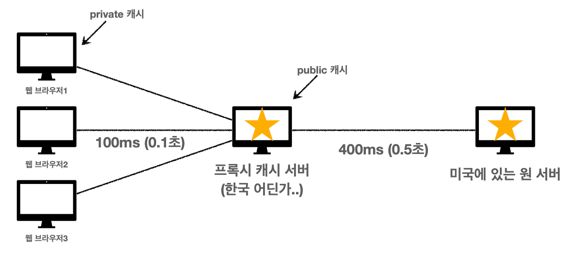 private 캐시
public 캐시
웹 브라우저1
웹 브라우저2
웹 브라우저3
100ms (0.1초)
프록시 캐시 서버
(한국 어딘가..)
400ms (0.5초)
미국에 있는 원 서버